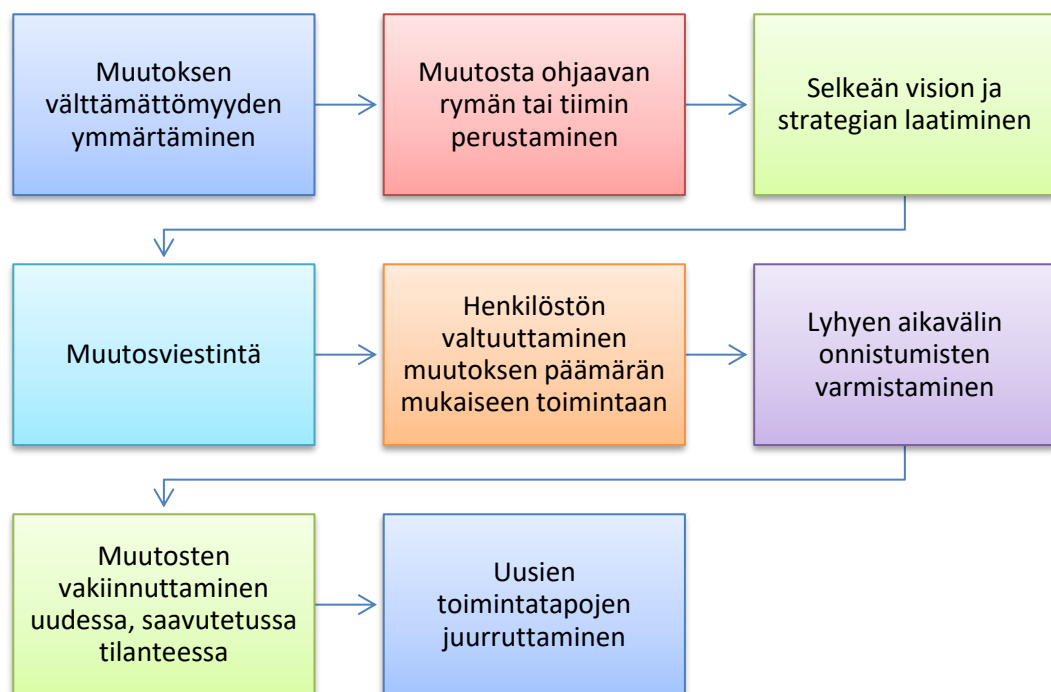 Muutoksen
välttämättömyyden
ymmärtäminen
Muutosta ohjaavan
rymän tai tiimin
perustaminen
Selkeän vision ja
strategian laatiminen
Muutosviestintä
Henkilöstön
valtuuttaminen
muutoksen päämärän
mukaiseen toimintaan
Lyhyen aikavälin
onnistumisten
varmistaminen
Muutosten
vakiinnuttaminen
uudessa, saavutetussa
tilanteessa
Uusien
toimintatapojen
juurruttaminen